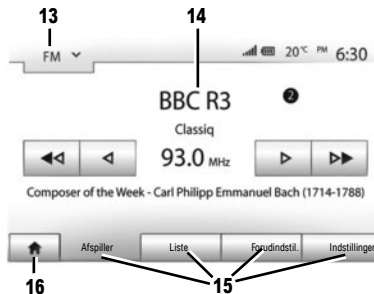 13 14
FM 20°C PM 6:30
BBC R3 2
Classiq
93.0 MHz
Composer of the Week - Carl Philipp Emmanuel Bach (1714-1788)
Afspiller Liste Forudindstil. Indstillinger
16 15